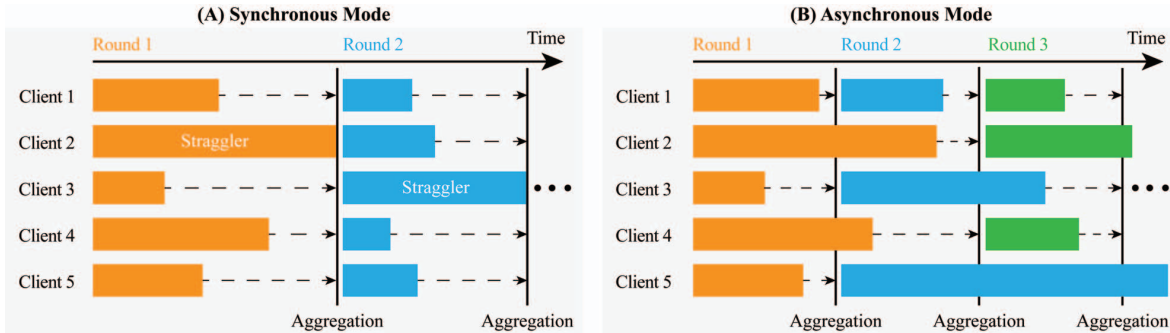 (A) Synchronous Mode
Round 1
Round 2
Time
Client 1
Client 2
Straggler
Client 3
Straggler
Client 4
Client 5
Aggregation
Aggregation
(B) Asynchronous Mode
Round 1
Round 2
Round 3
Time
Client 1
Client 2
Client 3
Client 4
Client 5
Aggregation
Aggregation
Aggregation